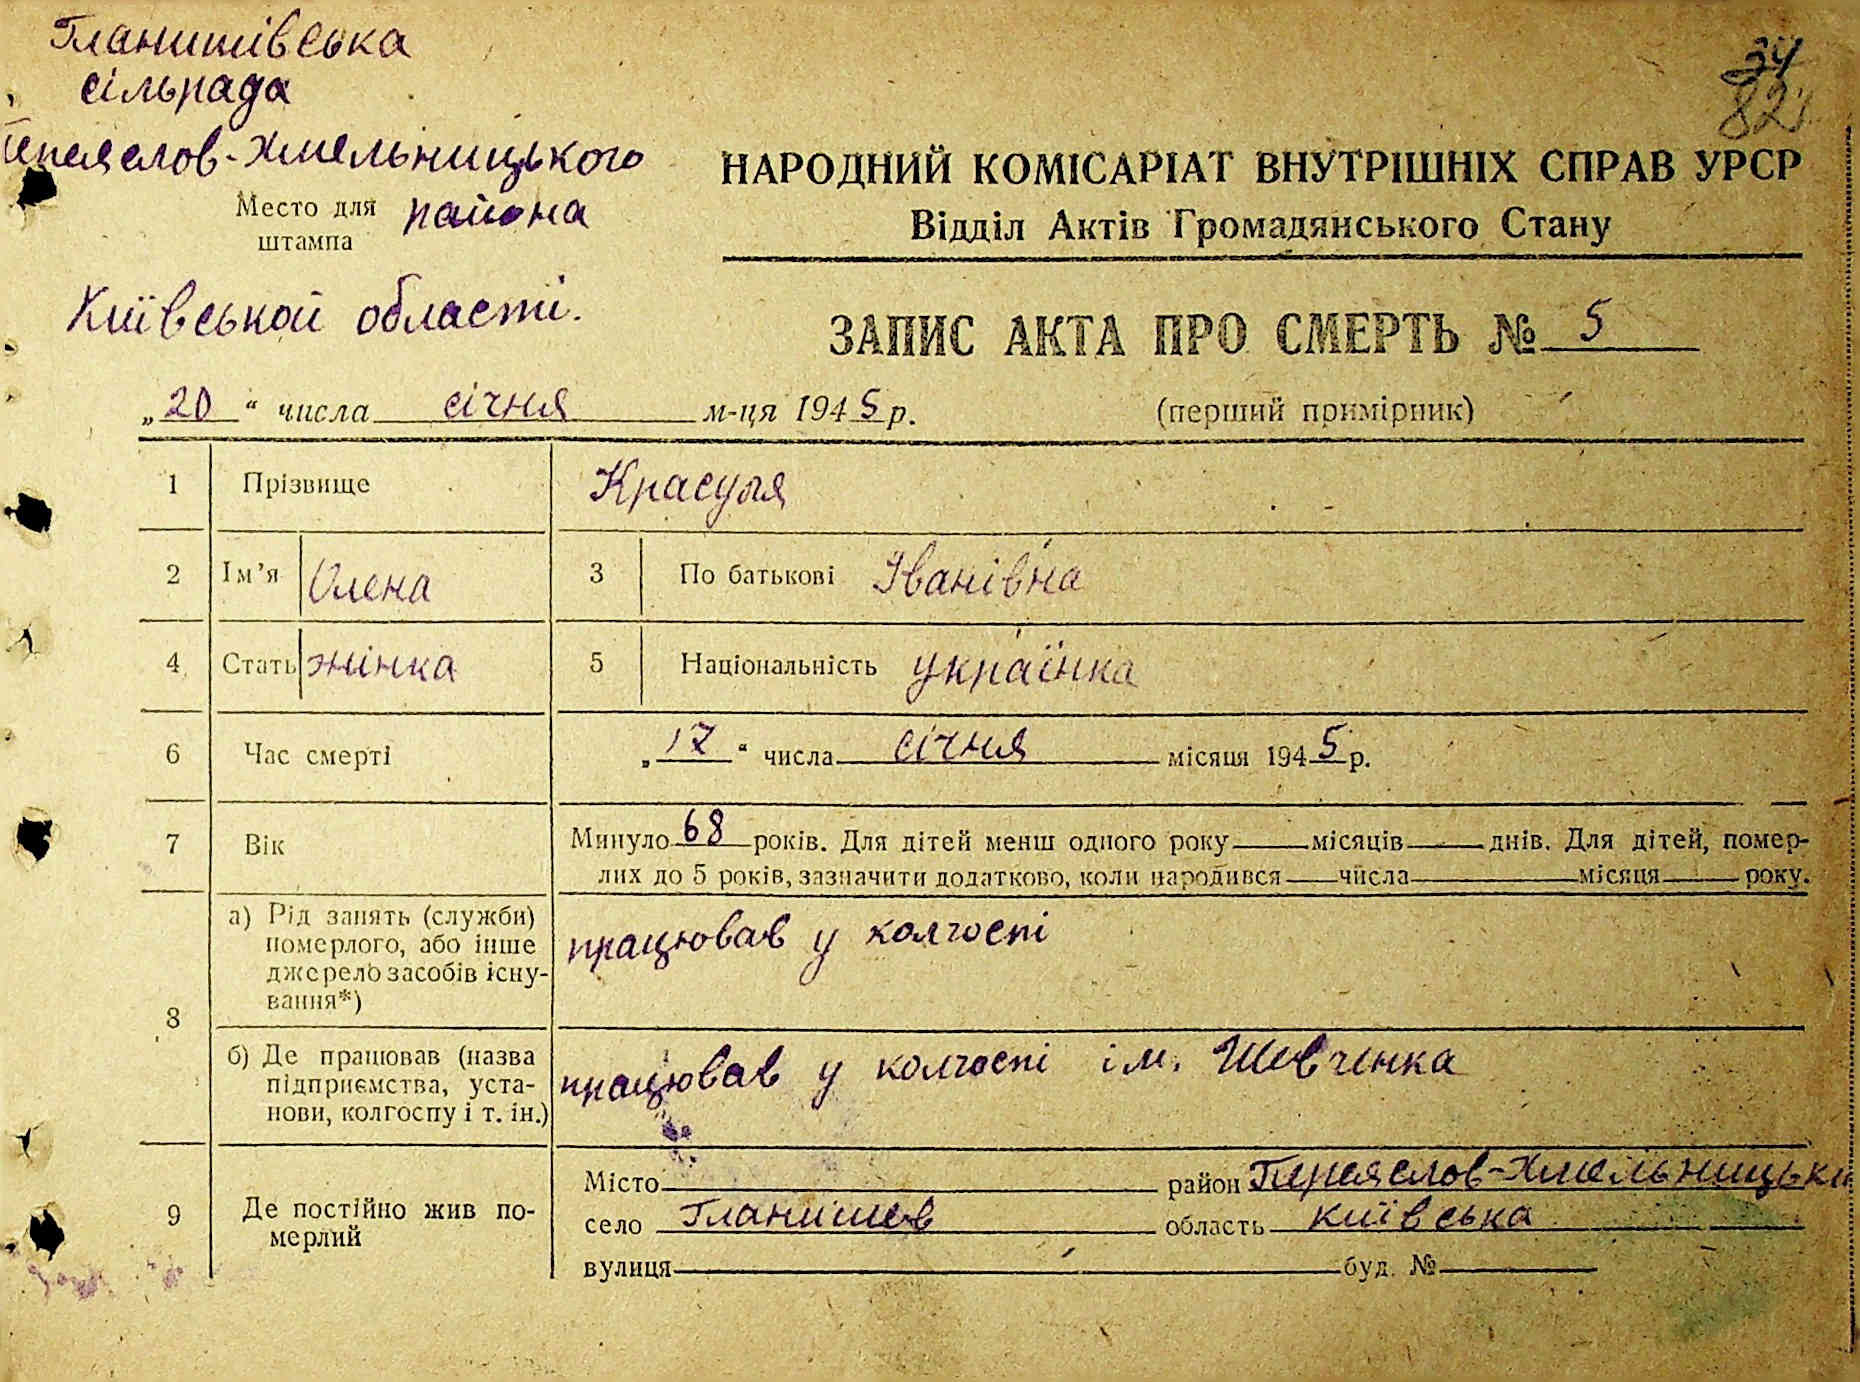 Гланишівська
сільрада
Переяслов-Хмельницького
Место для района
штампа
Київської області.
34
82
НАРОДНИЙ КОМІСАРІАТ ВНУТРІШНІХ СПРАВ УРСР
Відділ Актів Громадянського Стану
ЗАПИС АКТА ПРО СМЕРТЬ № 5
„20“ числа січня м-ця 1945 р.
(перший примірник)
1 Прізвище Красуля
2 Ім’я Олена 3 По батькові Іванівна
4 Стать жінка 5 Національність українка
6 Час смерті „17“ числа січня місяця 1945 р.
7 Вік Минуло 68 років. Для дітей менш одного року місяців днів. Для дітей, помер-
лих до 5 років, зазначити додатково, коли народився числа місяця року.
8 а) Рід занять (служби)
померлого, або інше
джерело засобів існу-
вання*)
працював у колгоспі
б) Де працював (назва
підприємства, уста-
нови, колгоспу і т. ін.)
працював у колгоспі ім. Шевченка
9 Де постійно жив по-
мерлий
Місто район Переяслов-Хмельницьки
село Гланишев область київська
вулиця буд. №